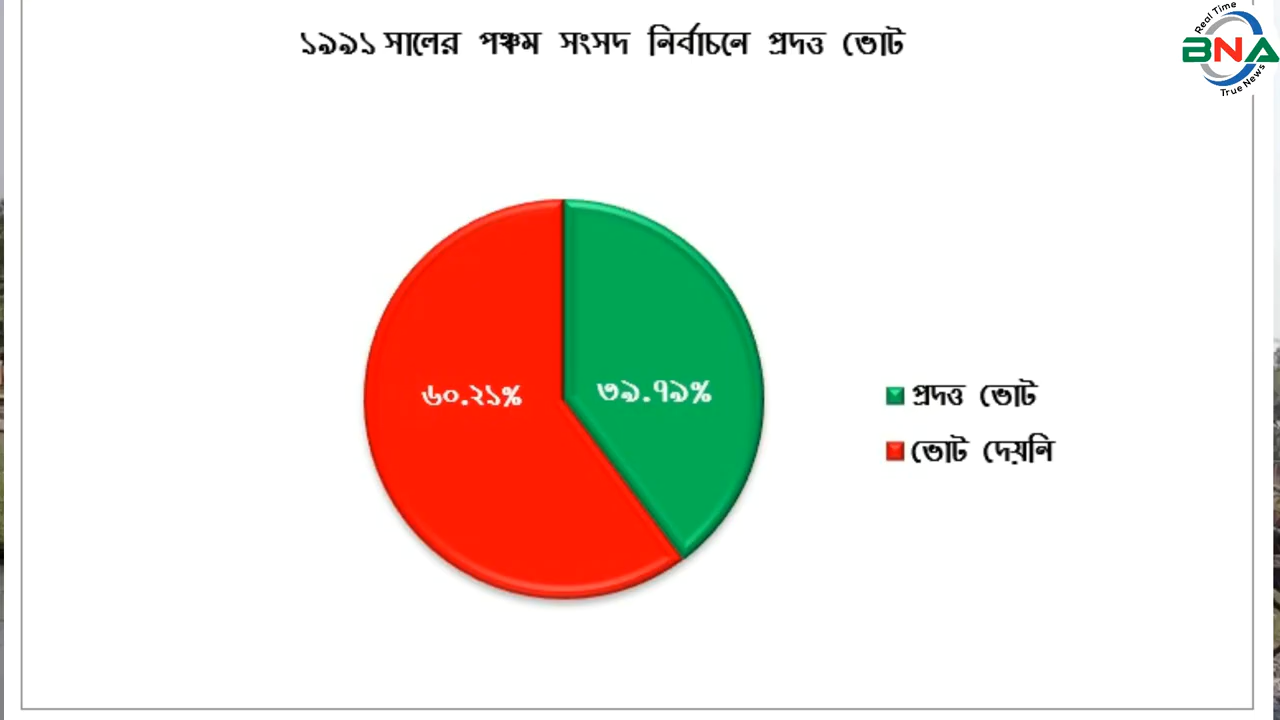 ১৯৯১ সালের পঞ্চম সংসদ নির্বাচনে প্রদত্ত ভোট
Real Time
BNA
True News
৬০.২১%
৩৯.৭৯%
প্রদত্ত ভোট
ভোট দেয়নি